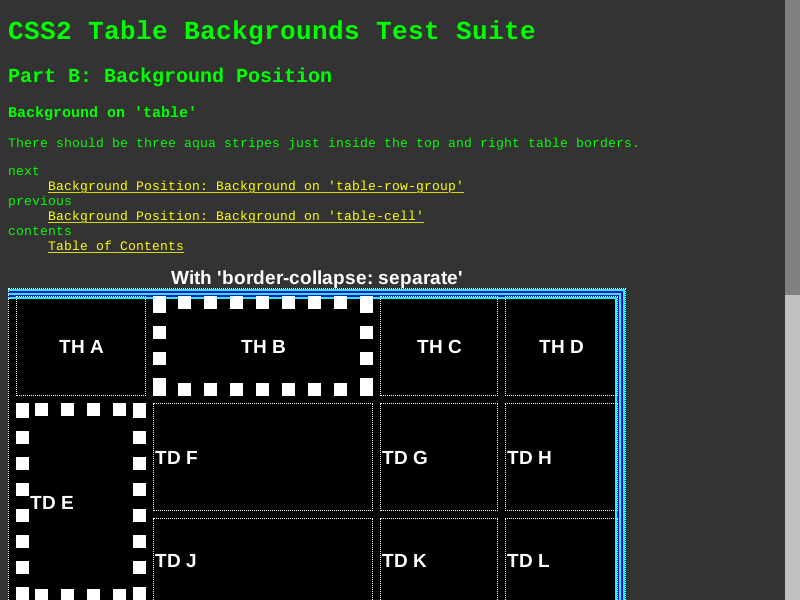 CSS2 Table Backgrounds Test Suite
Part B: Background Position
Background on 'table'
There should be three aqua stripes just inside the top and right table borders.
next
Background Position: Background on 'table-row-group'
previous
Background Position: Background on 'table-cell'
contents
Table of Contents
With 'border-collapse: separate'
TH A TH B TH C TH D
TD F TD G TD H
TD E
TD J TD K TD L